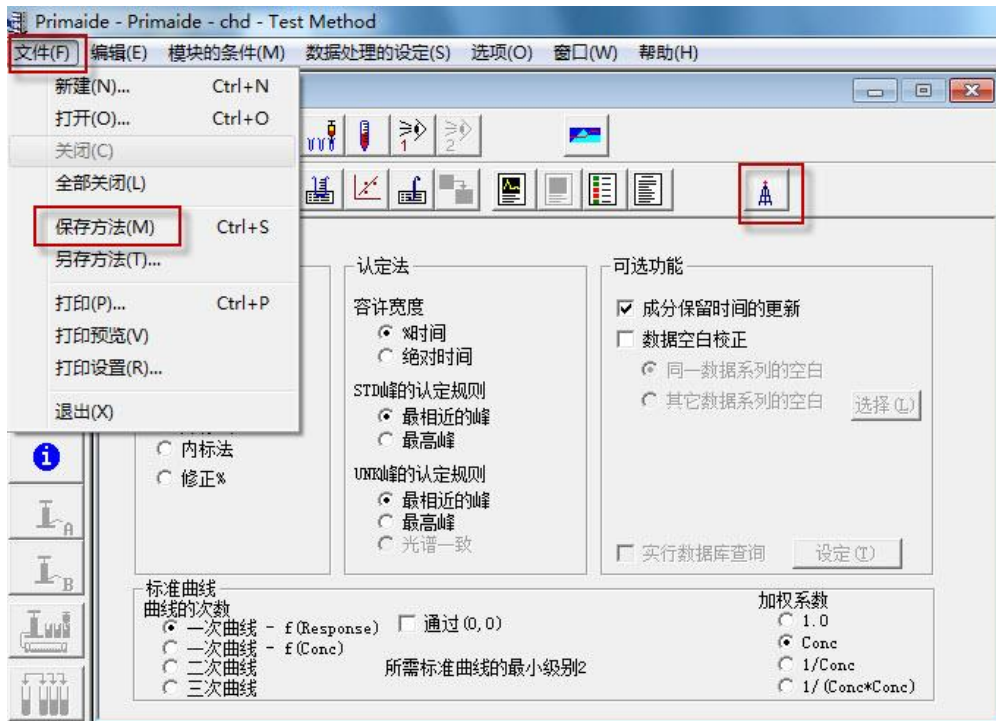 Primaide - Primaide - chd - Test Method
文件(F) 编辑(E) 模块的条件(M) 数据处理的设定(S) 选项(O) 窗口(W) 帮助(H)
新建(N)... Ctrl+N
打开(O)... Ctrl+O
关闭(C)
全部关闭(L)
保存方法(M) Ctrl+S
另存方法(T)...
打印(P)... Ctrl+P
打印预览(V)
打印设置(R)...
退出(X)
1
2
内标法
修正%
认定法
容许宽度
%时间
绝对时间
STD峰的认定规则
最相近的峰
最高峰
UNK峰的认定规则
最相近的峰
最高峰
光谱一致
可选功能
成分保留时间的更新
数据空白校正
同一数据系列的空白
其它数据系列的空白
选择(L)
实行数据库查询 设定(T)
A
B
标准曲线
曲线的次数
一次曲线 - f(Response)
一次曲线 - f(Conc)
二次曲线
三次曲线
通过(0,0)
所需标准曲线的最小级别2
加权系数
1.0
Conc
1/Conc
1/(Conc*Conc)